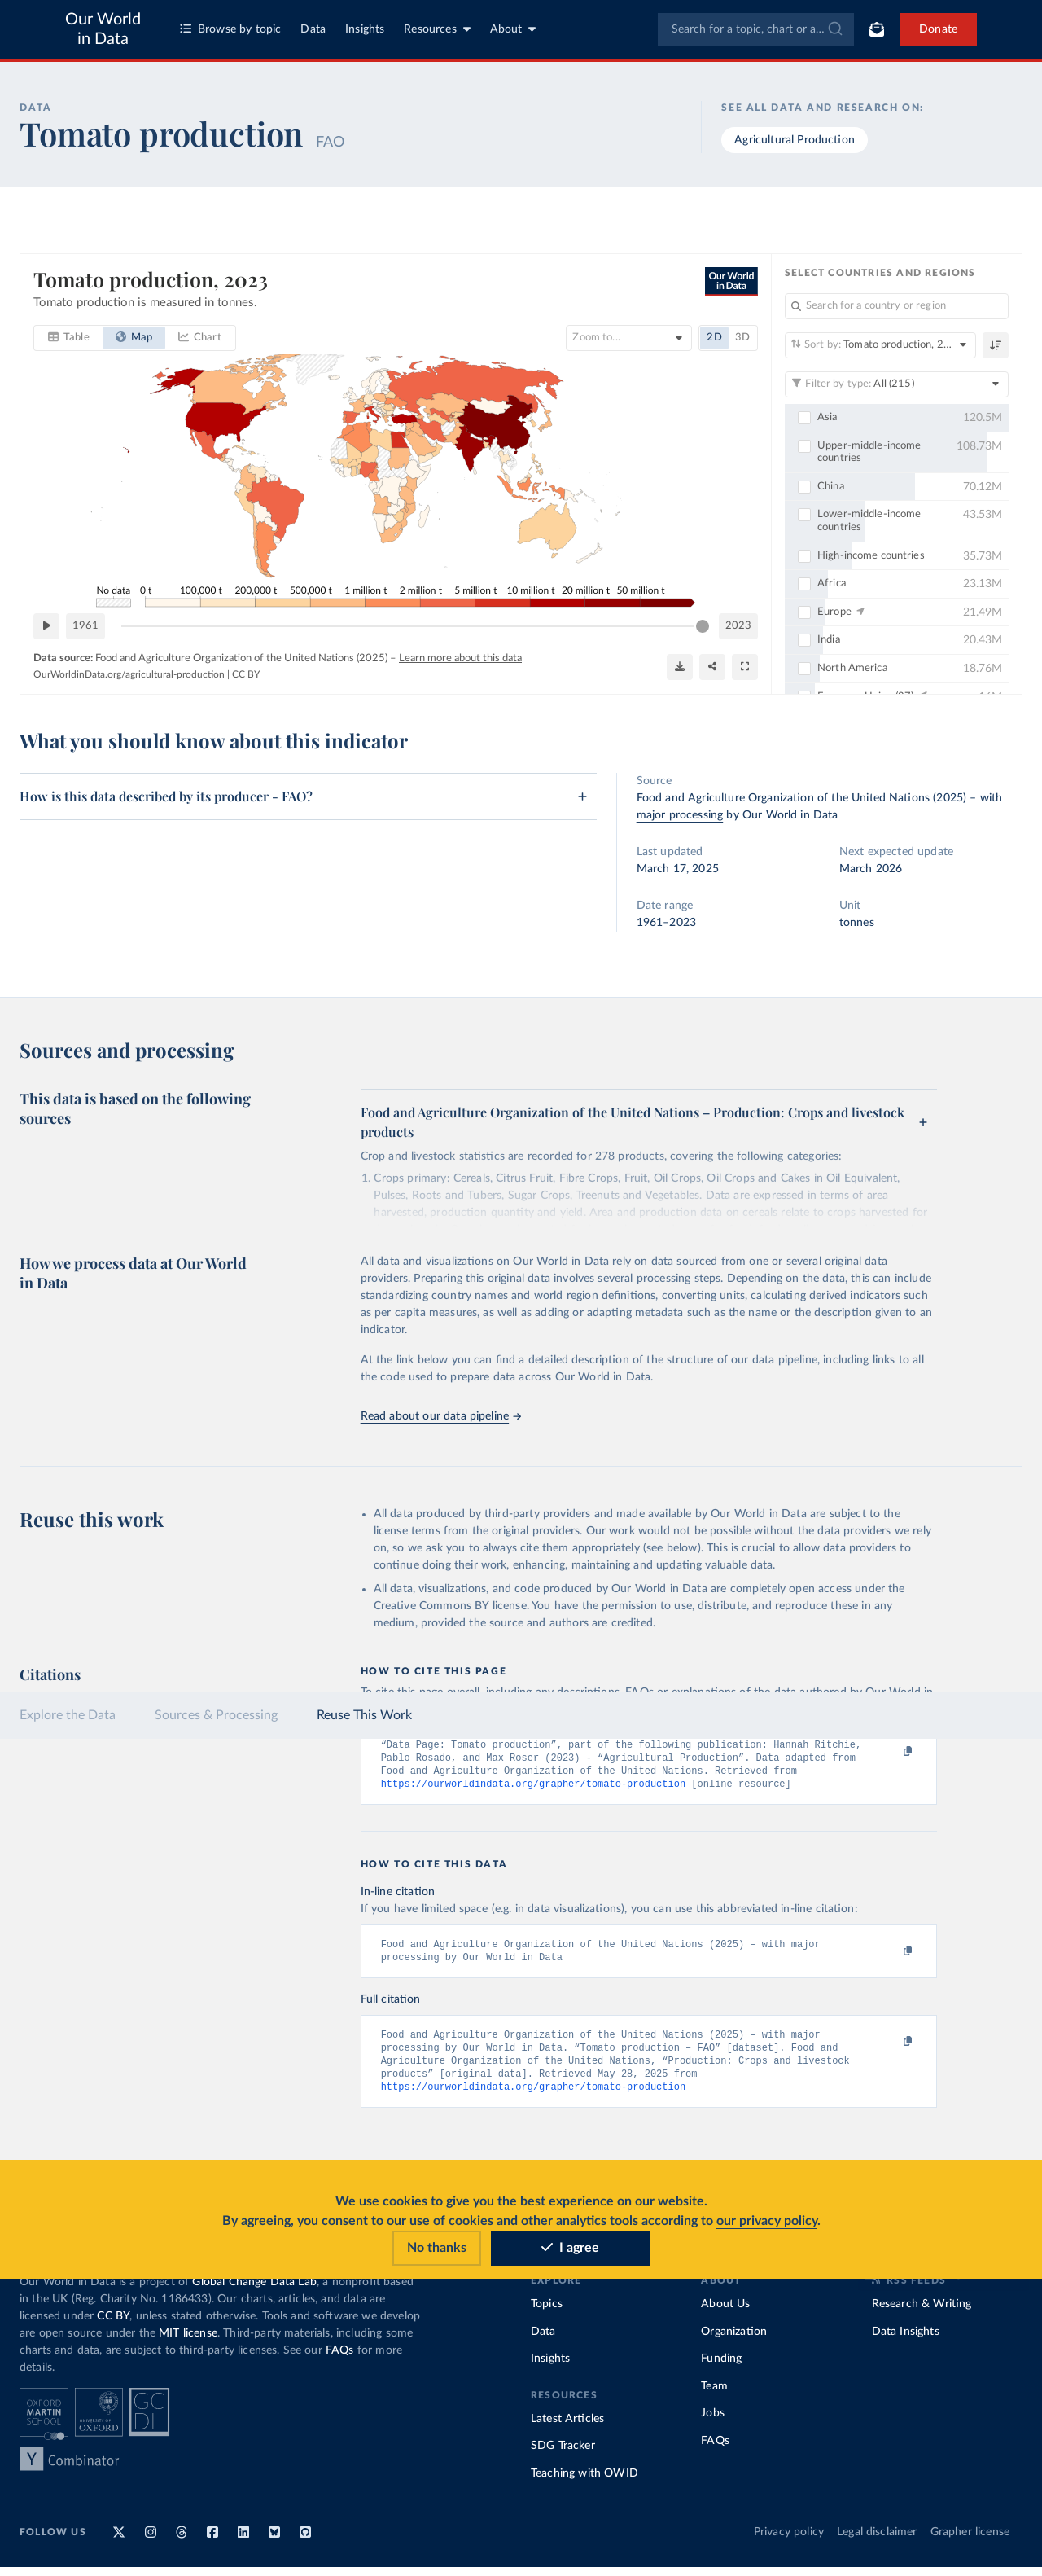 Our World
in Data
Browse by topic
Data
Insights
Resources
About
Search for a topic, chart or a...
Donate
DATA
Tomato production FAO
SEE ALL DATA AND RESEARCH ON:
Agricultural Production
Tomato production, 2023
Tomato production is measured in tonnes.
Our World
in Data
Table
Map
Chart
Zoom to...
2D
3D
No data
0 t
100,000 t
200,000 t
500,000 t
1 million t
2 million t
5 million t
10 million t
20 million t
50 million t
1961
2023
Data source: Food and Agriculture Organization of the United Nations (2025) – Learn more about this data
OurWorldinData.org/agricultural-production | CC BY
SELECT COUNTRIES AND REGIONS
Search for a country or region
Sort by: Tomato production, 2...
Filter by type: All (215)
Asia 120.5M
Upper-middle-income
countries 108.73M
China 70.12M
Lower-middle-income
countries 43.53M
High-income countries 35.73M
Africa 23.13M
Europe 21.49M
India 20.43M
North America 18.76M
What you should know about this indicator
How is this data described by its producer - FAO?
Source
Food and Agriculture Organization of the United Nations (2025) – with
major processing by Our World in Data
Last updated
March 17, 2025
Next expected update
March 2026
Date range
1961–2023
Unit
tonnes
Sources and processing
This data is based on the following
sources
Food and Agriculture Organization of the United Nations – Production: Crops and livestock
products
Crop and livestock statistics are recorded for 278 products, covering the following categories:
1. Crops primary: Cereals, Citrus Fruit, Fibre Crops, Fruit, Oil Crops, Oil Crops and Cakes in Oil Equivalent,
Pulses, Roots and Tubers, Sugar Crops, Treenuts and Vegetables. Data are expressed in terms of area
harvested, production quantity and yield. Area and production data on cereals relate to crops harvested for
How we process data at Our World
in Data
All data and visualizations on Our World in Data rely on data sourced from one or several original data
providers. Preparing this original data involves several processing steps. Depending on the data, this can include
standardizing country names and world region definitions, converting units, calculating derived indicators such
as per capita measures, as well as adding or adapting metadata such as the name or the description given to an
indicator.
At the link below you can find a detailed description of the structure of our data pipeline, including links to all
the code used to prepare data across Our World in Data.
Read about our data pipeline
Reuse this work
All data produced by third-party providers and made available by Our World in Data are subject to the
license terms from the original providers. Our work would not be possible without the data providers we rely
on, so we ask you to always cite them appropriately (see below). This is crucial to allow data providers to
continue doing their work, enhancing, maintaining and updating valuable data.
All data, visualizations, and code produced by Our World in Data are completely open access under the
Creative Commons BY license. You have the permission to use, distribute, and reproduce these in any
medium, provided the source and authors are credited.
Citations
HOW TO CITE THIS PAGE
To cite this page overall, including any descriptions, FAQs or explanations of the data authored by Our World in
Explore the Data
Sources & Processing
Reuse This Work
“Data Page: Tomato production”, part of the following publication: Hannah Ritchie,
Pablo Rosado, and Max Roser (2023) - “Agricultural Production”. Data adapted from
Food and Agriculture Organization of the United Nations. Retrieved from
https://ourworldindata.org/grapher/tomato-production [online resource]
HOW TO CITE THIS DATA
In-line citation
If you have limited space (e.g. in data visualizations), you can use this abbreviated in-line citation:
Food and Agriculture Organization of the United Nations (2025) – with major
processing by Our World in Data
Full citation
Food and Agriculture Organization of the United Nations (2025) – with major
processing by Our World in Data. “Tomato production – FAO” [dataset]. Food and
Agriculture Organization of the United Nations, “Production: Crops and livestock
products” [original data]. Retrieved May 28, 2025 from
https://ourworldindata.org/grapher/tomato-production
We use cookies to give you the best experience on our website.
By agreeing, you consent to our use of cookies and other analytics tools according to our privacy policy.
No thanks
I agree
Our World in Data is a project of Global Change Data Lab, a nonprofit based
in the UK (Reg. Charity No. 1186433). Our charts, articles, and data are
licensed under CC BY, unless stated otherwise. Tools and software we develop
are open source under the MIT license. Third-party materials, including some
charts and data, are subject to third-party licenses. See our FAQs for more
details.
OXFORD
MARTIN
SCHOOL
UNIVERSITY OF
OXFORD
GC
DL
Y Combinator
EXPLORE
Topics
Data
Insights
RESOURCES
Latest Articles
SDG Tracker
Teaching with OWID
ABOUT
About Us
Organization
Funding
Team
Jobs
FAQs
RSS FEEDS
Research & Writing
Data Insights
FOLLOW US
Privacy policy
Legal disclaimer
Grapher license